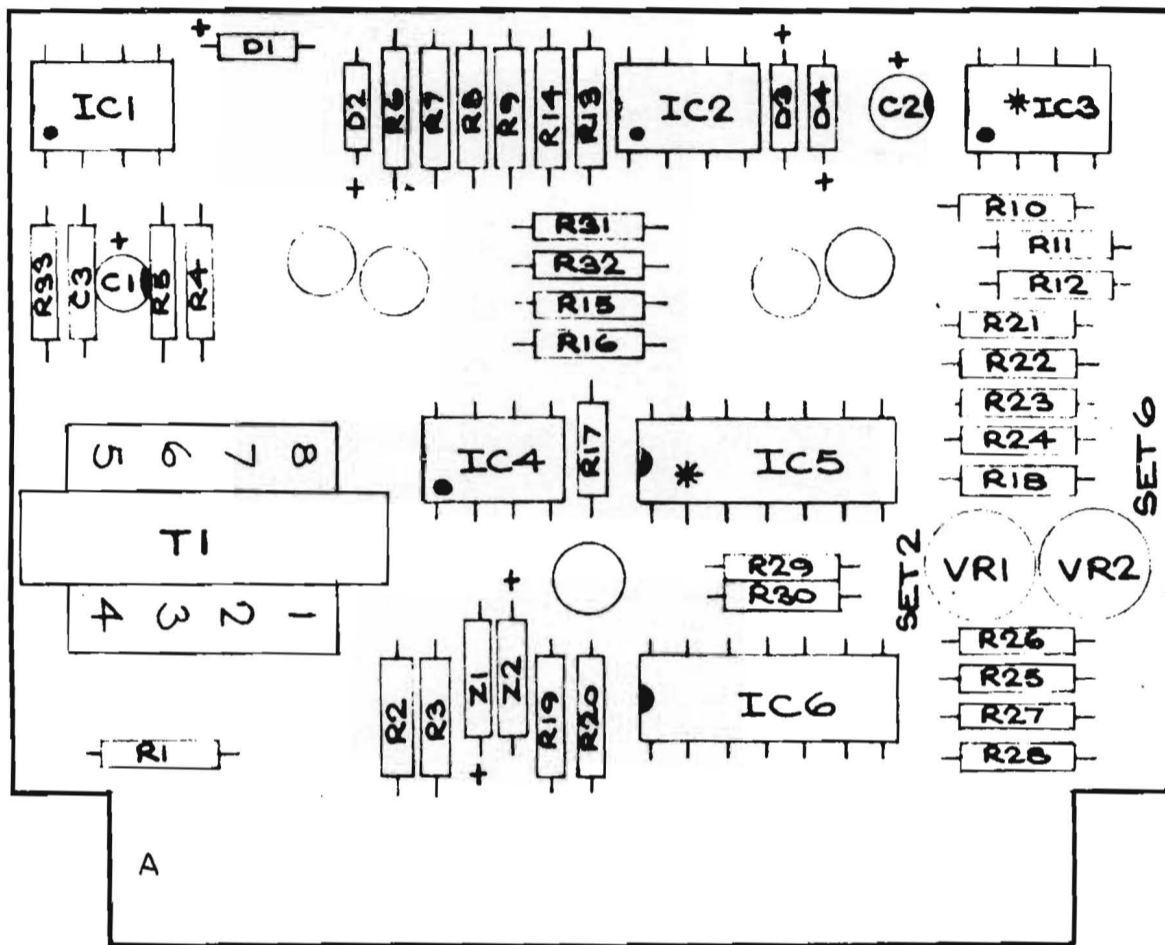 + D1
IC1
D2 +
R6 +
R7
R8
R9
R14
R13
IC2
+ D3
D4 +
+ C2
*IC3
R33
C3
+ C1
R5
R4
R31
R32
R15
R16
R10
R11
R12
R21
R22
R23
R24
R18
5 6 7 8
T1
4 3 2 1
IC4
R17
* IC5
SET 6
SET 2
VR1
VR2
R29
R30
R2
R3
Z1 +
+ Z2
R19
R20
IC6
R26
R25
R27
R28
R1
A